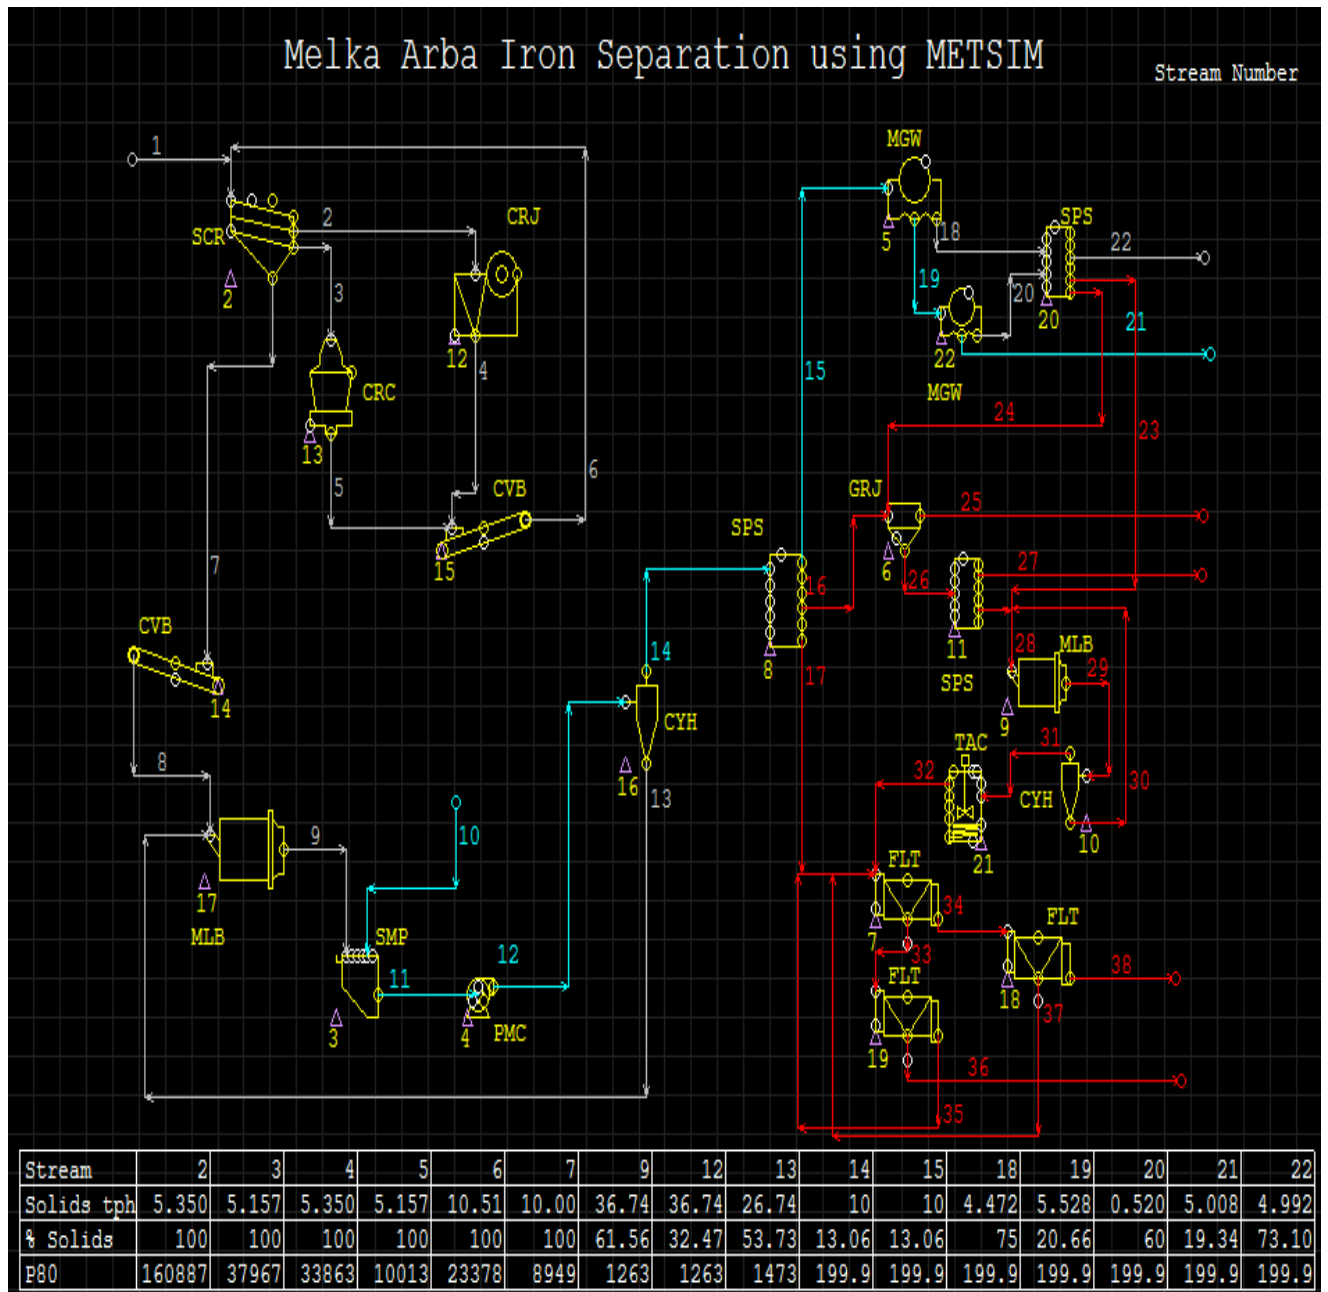 Melka Arba Iron Separation using METSIM
Stream Number
1
MGW
SCR
2
CRJ
SPS
5
18
22
2
3
19
20
20
21
12
4
22
15
MGW
CRC
24
23
13
6
5
CVB
GRJ
25
SPS
15
7
16
6
26
27
CVB
14
8
11
28
MLB
29
17
SPS
14
CYH
9
TAC
31
8
16
13
32
CYH
30
10
9
10
21
FLT
17
34
FLT
MLB
SMP
12
7
33
11
FLT
38
18
37
3
4
PMC
19
36
35
Stream 2 3 4 5 6 7 9 12 13 14 15 18 19 20 21 22
Solids tph 5.350 5.157 5.350 5.157 10.51 10.00 36.74 36.74 26.74 10 10 4.472 5.528 0.520 5.008 4.992
% Solids 100 100 100 100 100 100 61.56 32.47 53.73 13.06 13.06 75 20.66 60 19.34 73.10
P80 160887 37967 33863 10013 23378 8949 1263 1263 1473 199.9 199.9 199.9 199.9 199.9 199.9 199.9